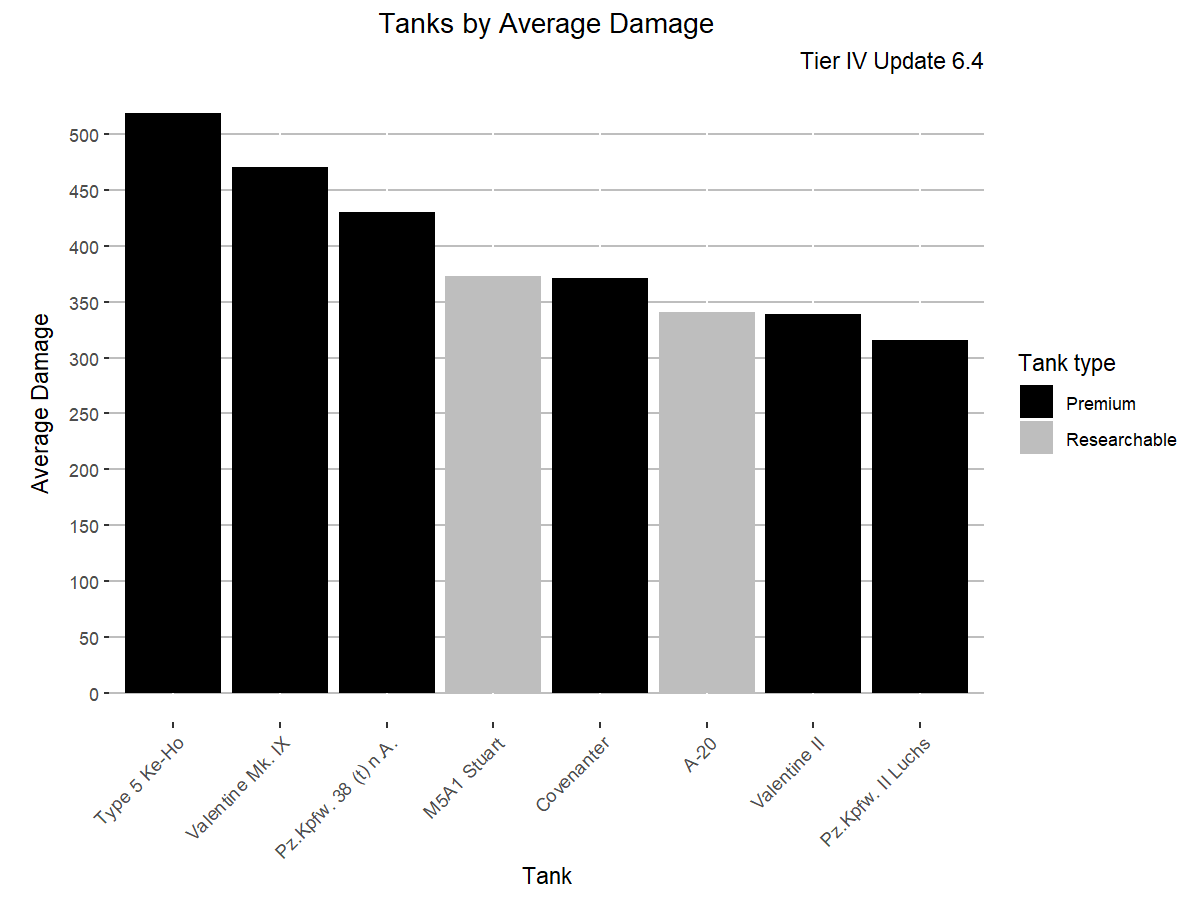 Tanks by Average Damage
Tier IV Update 6.4
Average Damage
500
450
400
350
300
250
200
150
100
50
0
Type 5 Ke-Ho
Valentine Mk. IX
Pz.Kpfw. 38 (t) n.A.
M5A1 Stuart
Covenanter
A-20
Valentine II
Pz.Kpfw. II Luchs
Tank
Tank type
Premium
Researchable